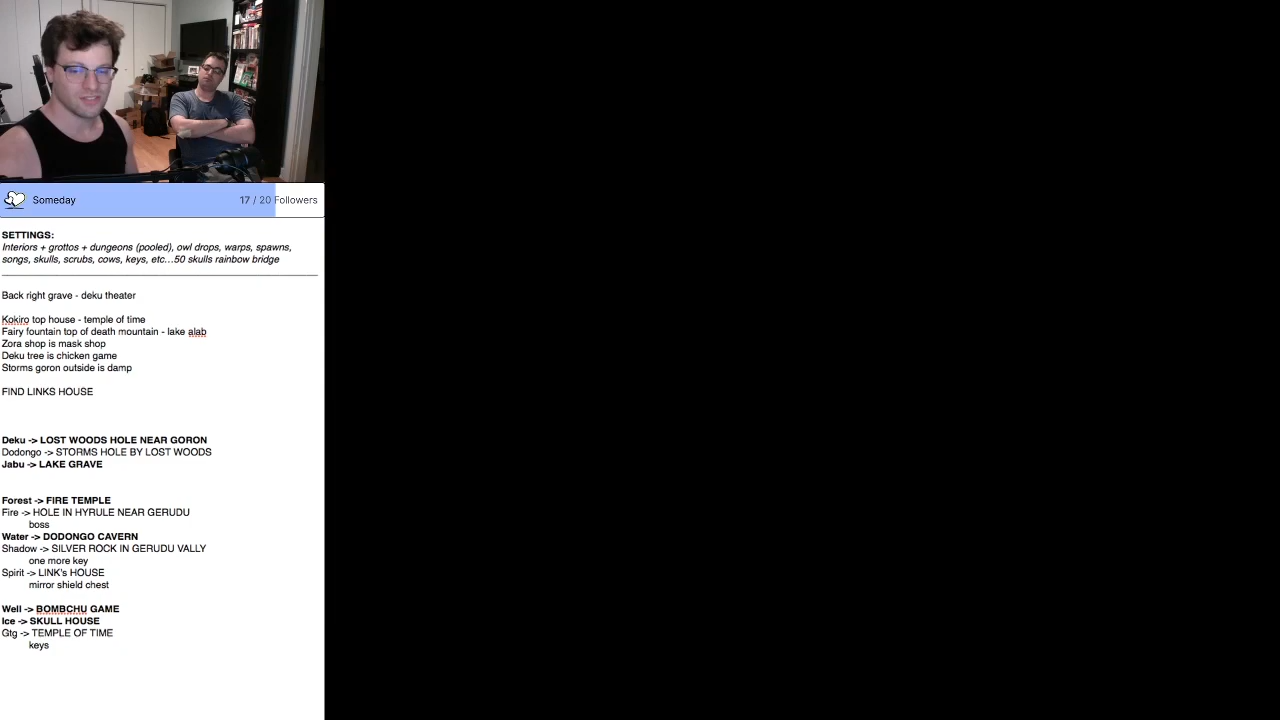 Someday
17 / 20 Followers
SETTINGS:
Interiors + grottos + dungeons (pooled), owl drops, warps, spawns,
songs, skulls, scrubs, cows, keys, etc…50 skulls rainbow bridge
Back right grave - deku theater
Kokiro top house - temple of time
Fairy fountain top of death mountain - lake alab
Zora shop is mask shop
Deku tree is chicken game
Storms goron outside is damp
FIND LINKS HOUSE
Deku -> LOST WOODS HOLE NEAR GORON
Dodongo -> STORMS HOLE BY LOST WOODS
Jabu -> LAKE GRAVE
Forest -> FIRE TEMPLE
Fire -> HOLE IN HYRULE NEAR GERUDU
boss
Water -> DODONGO CAVERN
Shadow -> SILVER ROCK IN GERUDU VALLY
one more key
Spirit -> LINK's HOUSE
mirror shield chest
Well -> BOMBCHU GAME
Ice -> SKULL HOUSE
Gtg -> TEMPLE OF TIME
keys